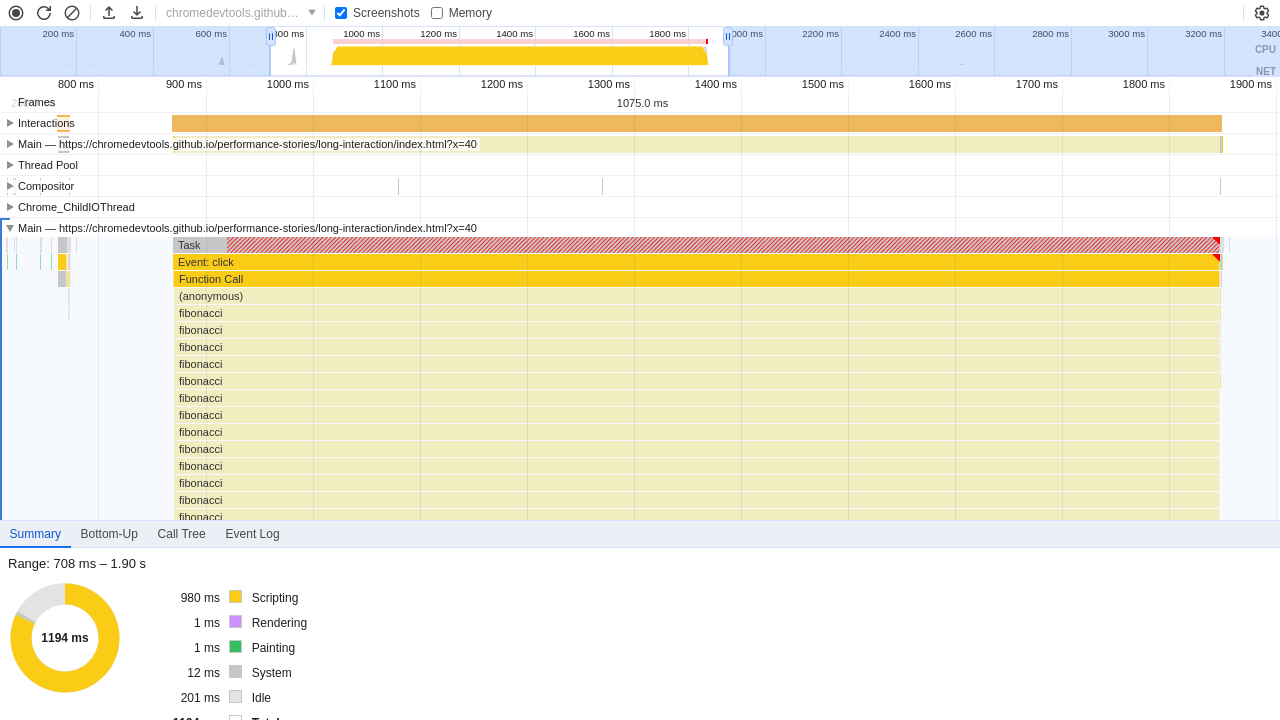 chromedevtools.github… Screenshots Memory
200 ms 400 ms 600 ms 1000 ms 1200 ms 1400 ms 1600 ms 1800 ms 2200 ms 2400 ms 2600 ms 2800 ms 3000 ms 3200 ms
CPU
NET
800 ms 900 ms 1000 ms 1100 ms 1200 ms 1300 ms 1400 ms 1500 ms 1600 ms 1700 ms 1800 ms 1900 ms
Frames 1075.0 ms
Interactions
Main — https://chromedevtools.github.io/performance-stories/long-interaction/index.html?x=40
Thread Pool
Compositor
Chrome_ChildIOThread
Main — https://chromedevtools.github.io/performance-stories/long-interaction/index.html?x=40
Task
Event: click
Function Call
(anonymous)
fibonacci
fibonacci
fibonacci
fibonacci
fibonacci
fibonacci
fibonacci
fibonacci
fibonacci
fibonacci
fibonacci
fibonacci
fibonacci
Summary Bottom-Up Call Tree Event Log
Range: 708 ms – 1.90 s
1194 ms
980 ms Scripting
1 ms Rendering
1 ms Painting
12 ms System
201 ms Idle